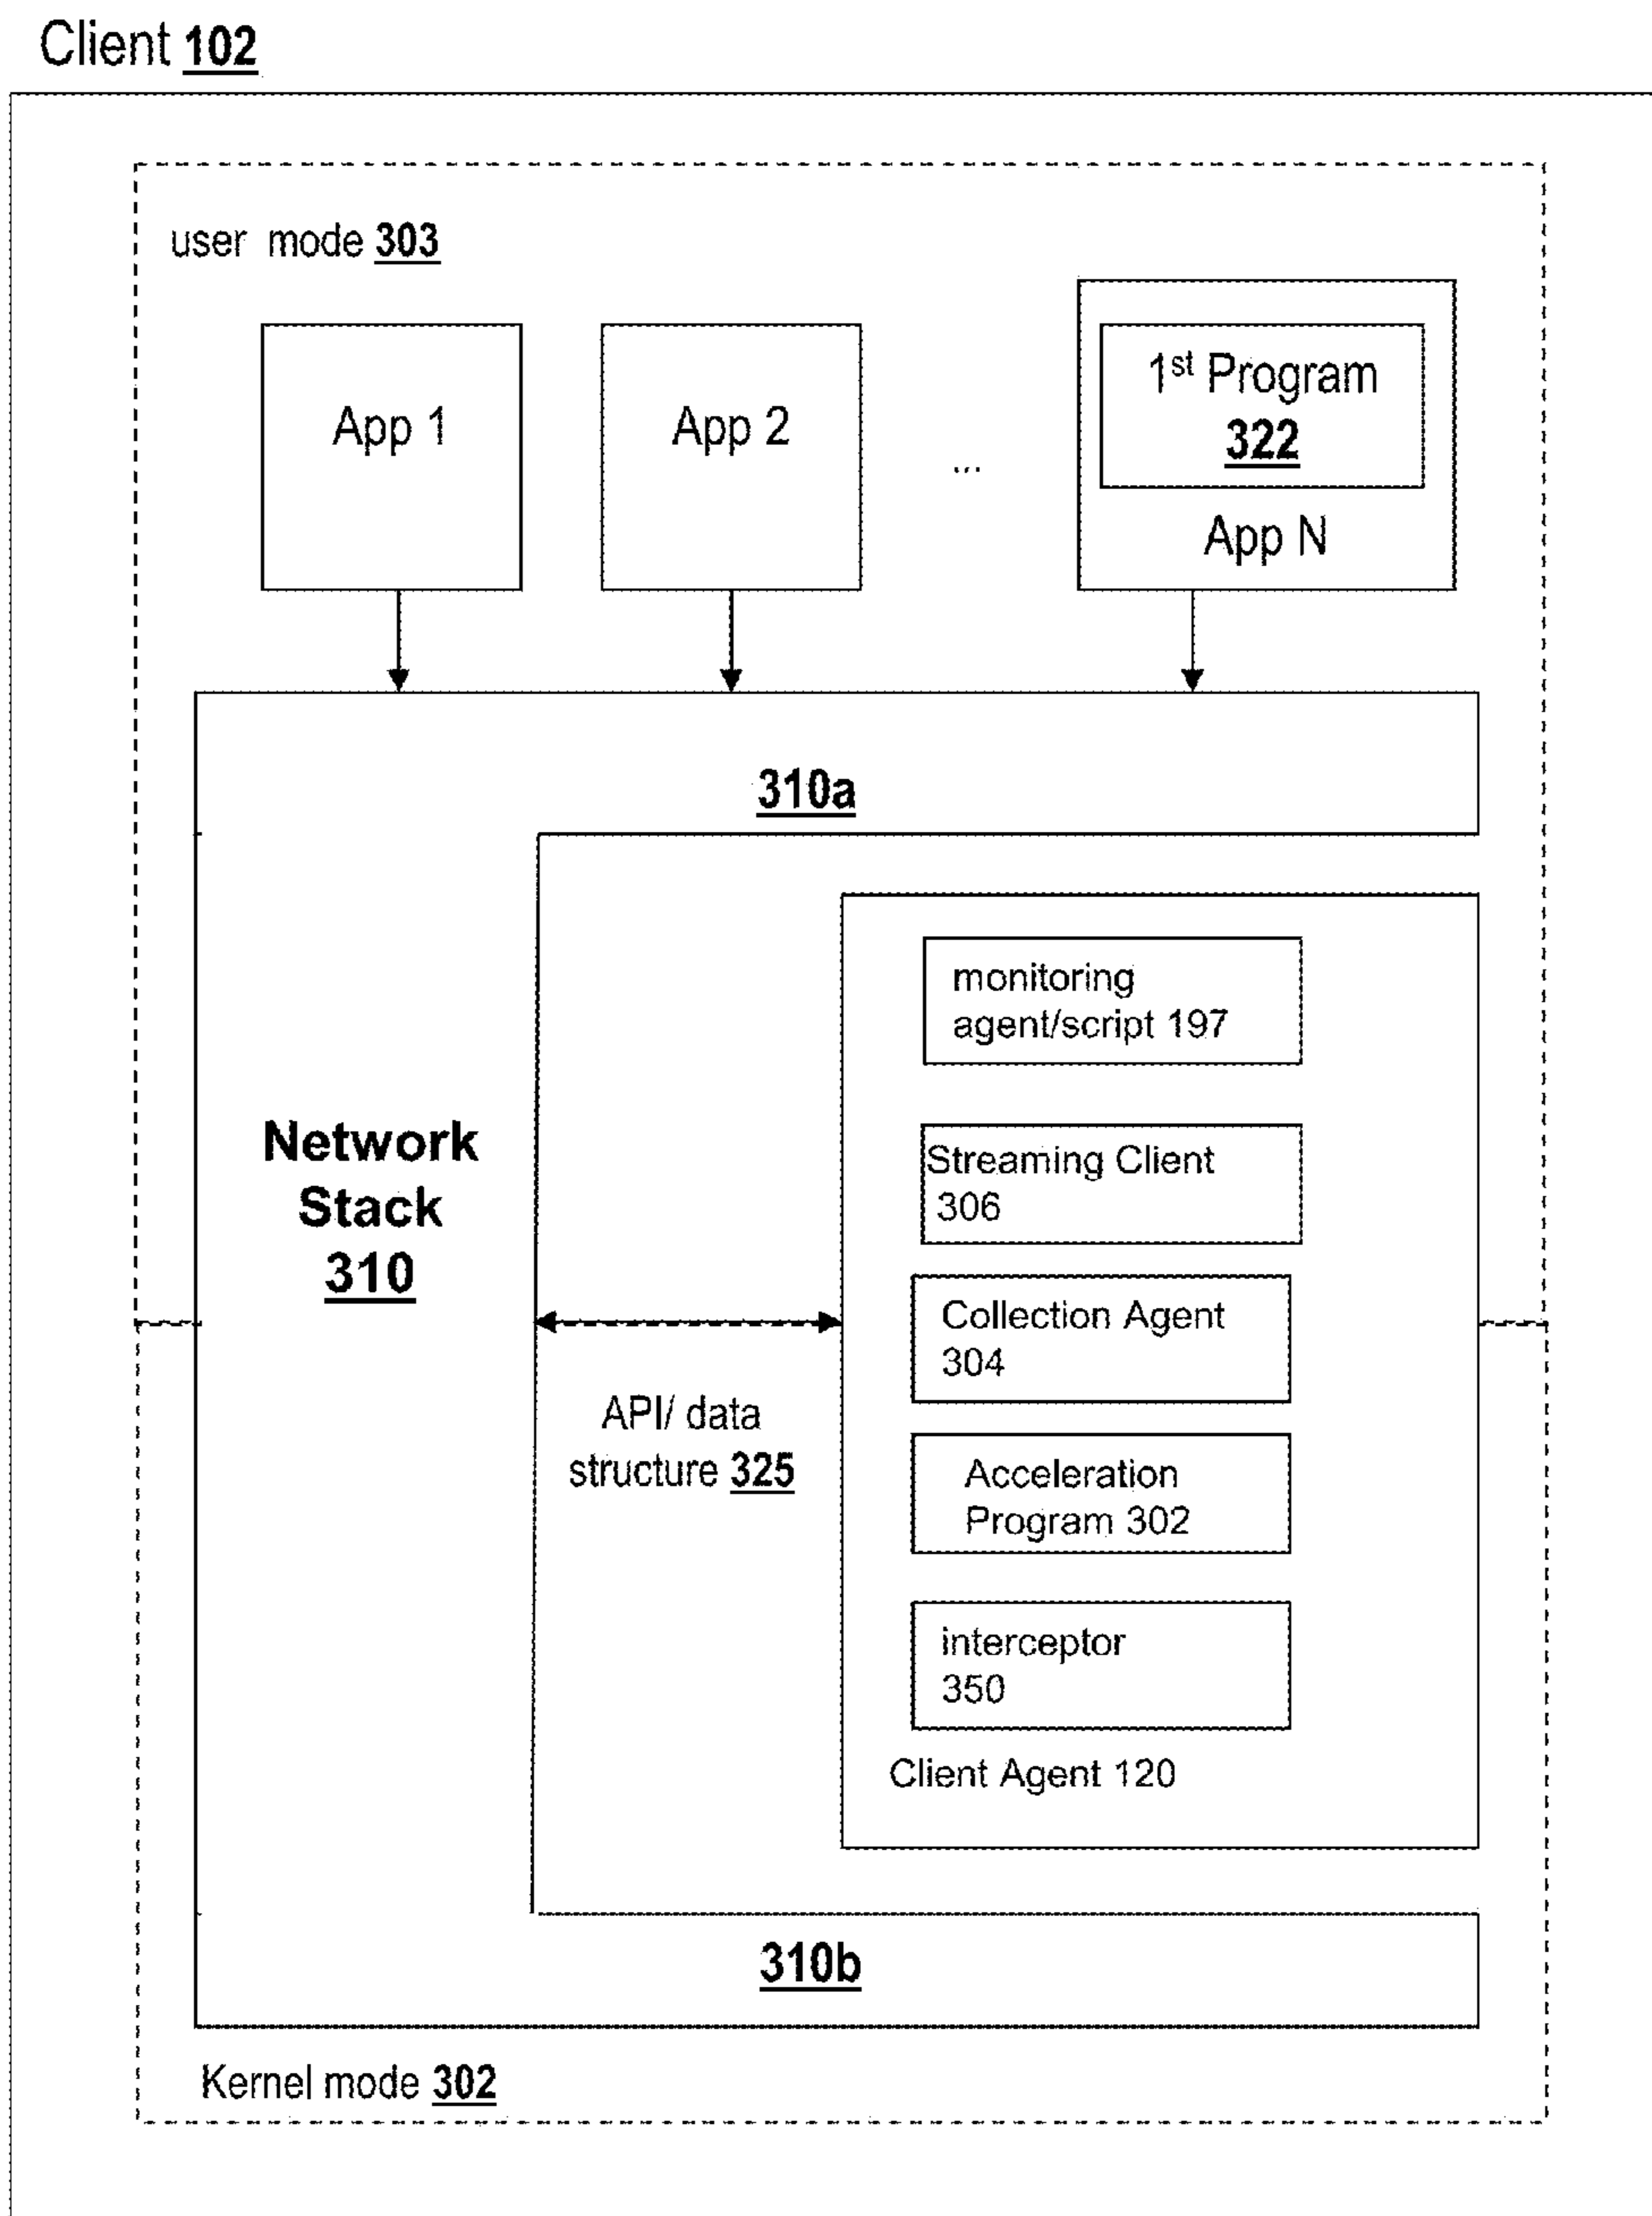 Client 102
user mode 303
App 1
App 2
...
1st Program
322
App N
310a
Network
Stack
310
API/ data
structure 325
monitoring
agent/script 197
Streaming Client
306
Collection Agent
304
Acceleration
Program 302
interceptor
350
Client Agent 120
310b
Kernel mode 302